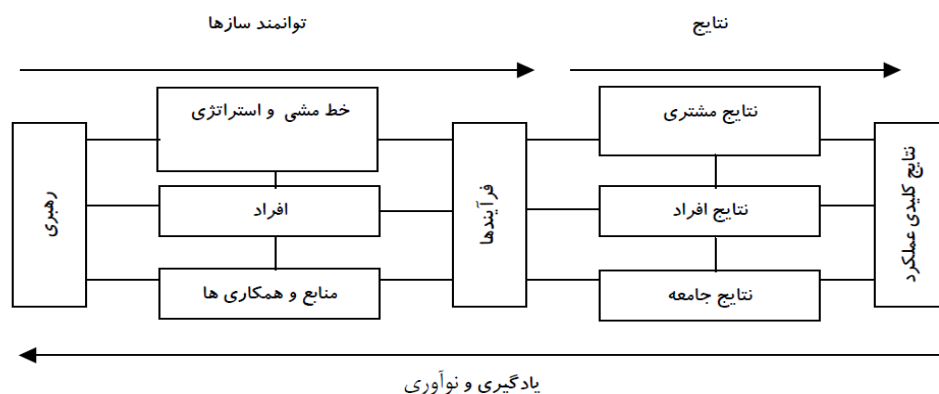 توانمند سازها
نتایج
رهبری
خط مشی و استراتژی
افراد
منابع و همکاری ها
فرآیندها
نتایج مشتری
نتایج افراد
نتایج جامعه
نتایج کلیدی عملکرد
یادگیری و نوآوری